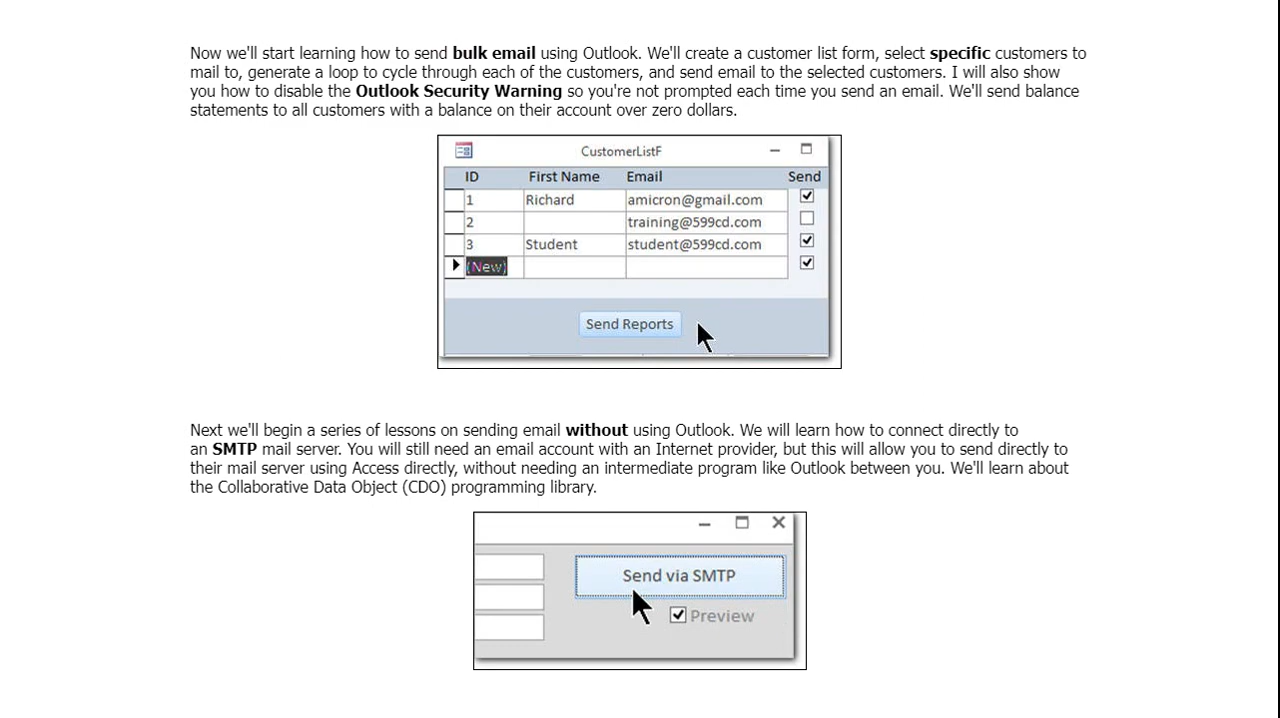 Now we'll start learning how to send bulk email using Outlook. We'll create a customer list form, select specific customers to
mail to, generate a loop to cycle through each of the customers, and send email to the selected customers. I will also show
you how to disable the Outlook Security Warning so you're not prompted each time you send an email. We'll send balance
statements to all customers with a balance on their account over zero dollars.
CustomerListF
ID First Name Email Send
1 Richard amicron@gmail.com
2 training@599cd.com
3 Student student@599cd.com
(New)
Send Reports
Next we'll begin a series of lessons on sending email without using Outlook. We will learn how to connect directly to
an SMTP mail server. You will still need an email account with an Internet provider, but this will allow you to send directly to
their mail server using Access directly, without needing an intermediate program like Outlook between you. We'll learn about
the Collaborative Data Object (CDO) programming library.
Send via SMTP
Preview